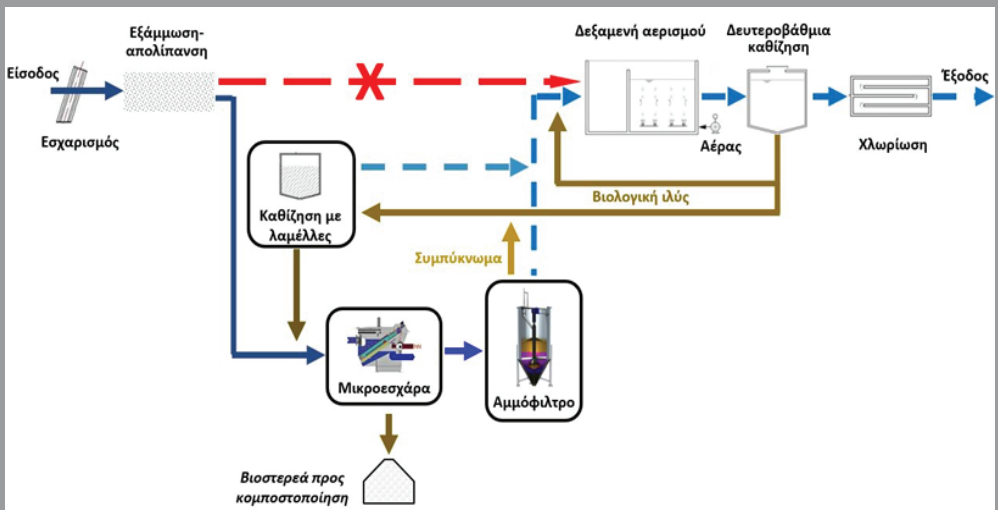 Εξάμμωση-
απολίπανση
Είσοδος
Εσχαρισμός
Δεξαμενή αερισμού
Δευτεροβάθμια
καθίζηση
Έξοδος
Αέρας
Χλωρίωση
Βιολογική ιλύς
Καθίζηση με
λαμέλλες
Συμπύκνωμα
Μικροεσχάρα
Αμμόφιλτρο
Βιοστερεά προς
κομποστοποίηση